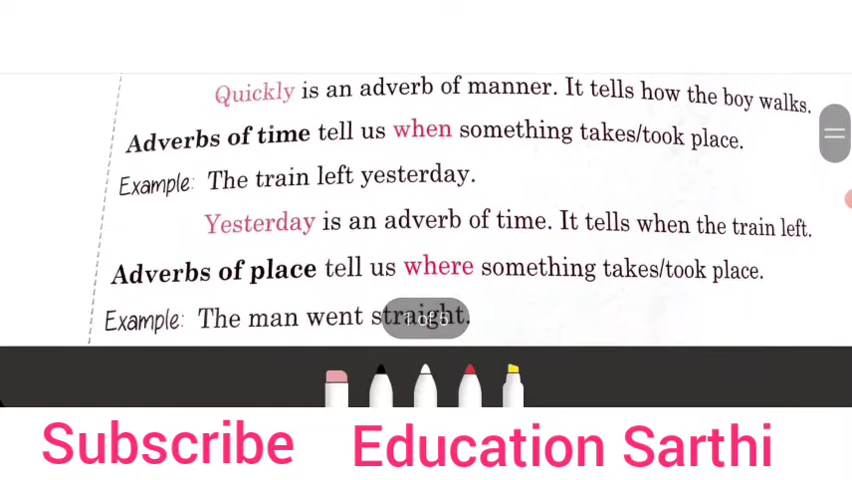 Quickly is an adverb of manner. It tells how the boy walks.
Adverbs of time tell us when something takes/took place.
Example: The train left yesterday.
Yesterday is an adverb of time. It tells when the train left.
Adverbs of place tell us where something takes/took place.
Example: The man went straight.
1 of 5
Subscribe Education Sarthi